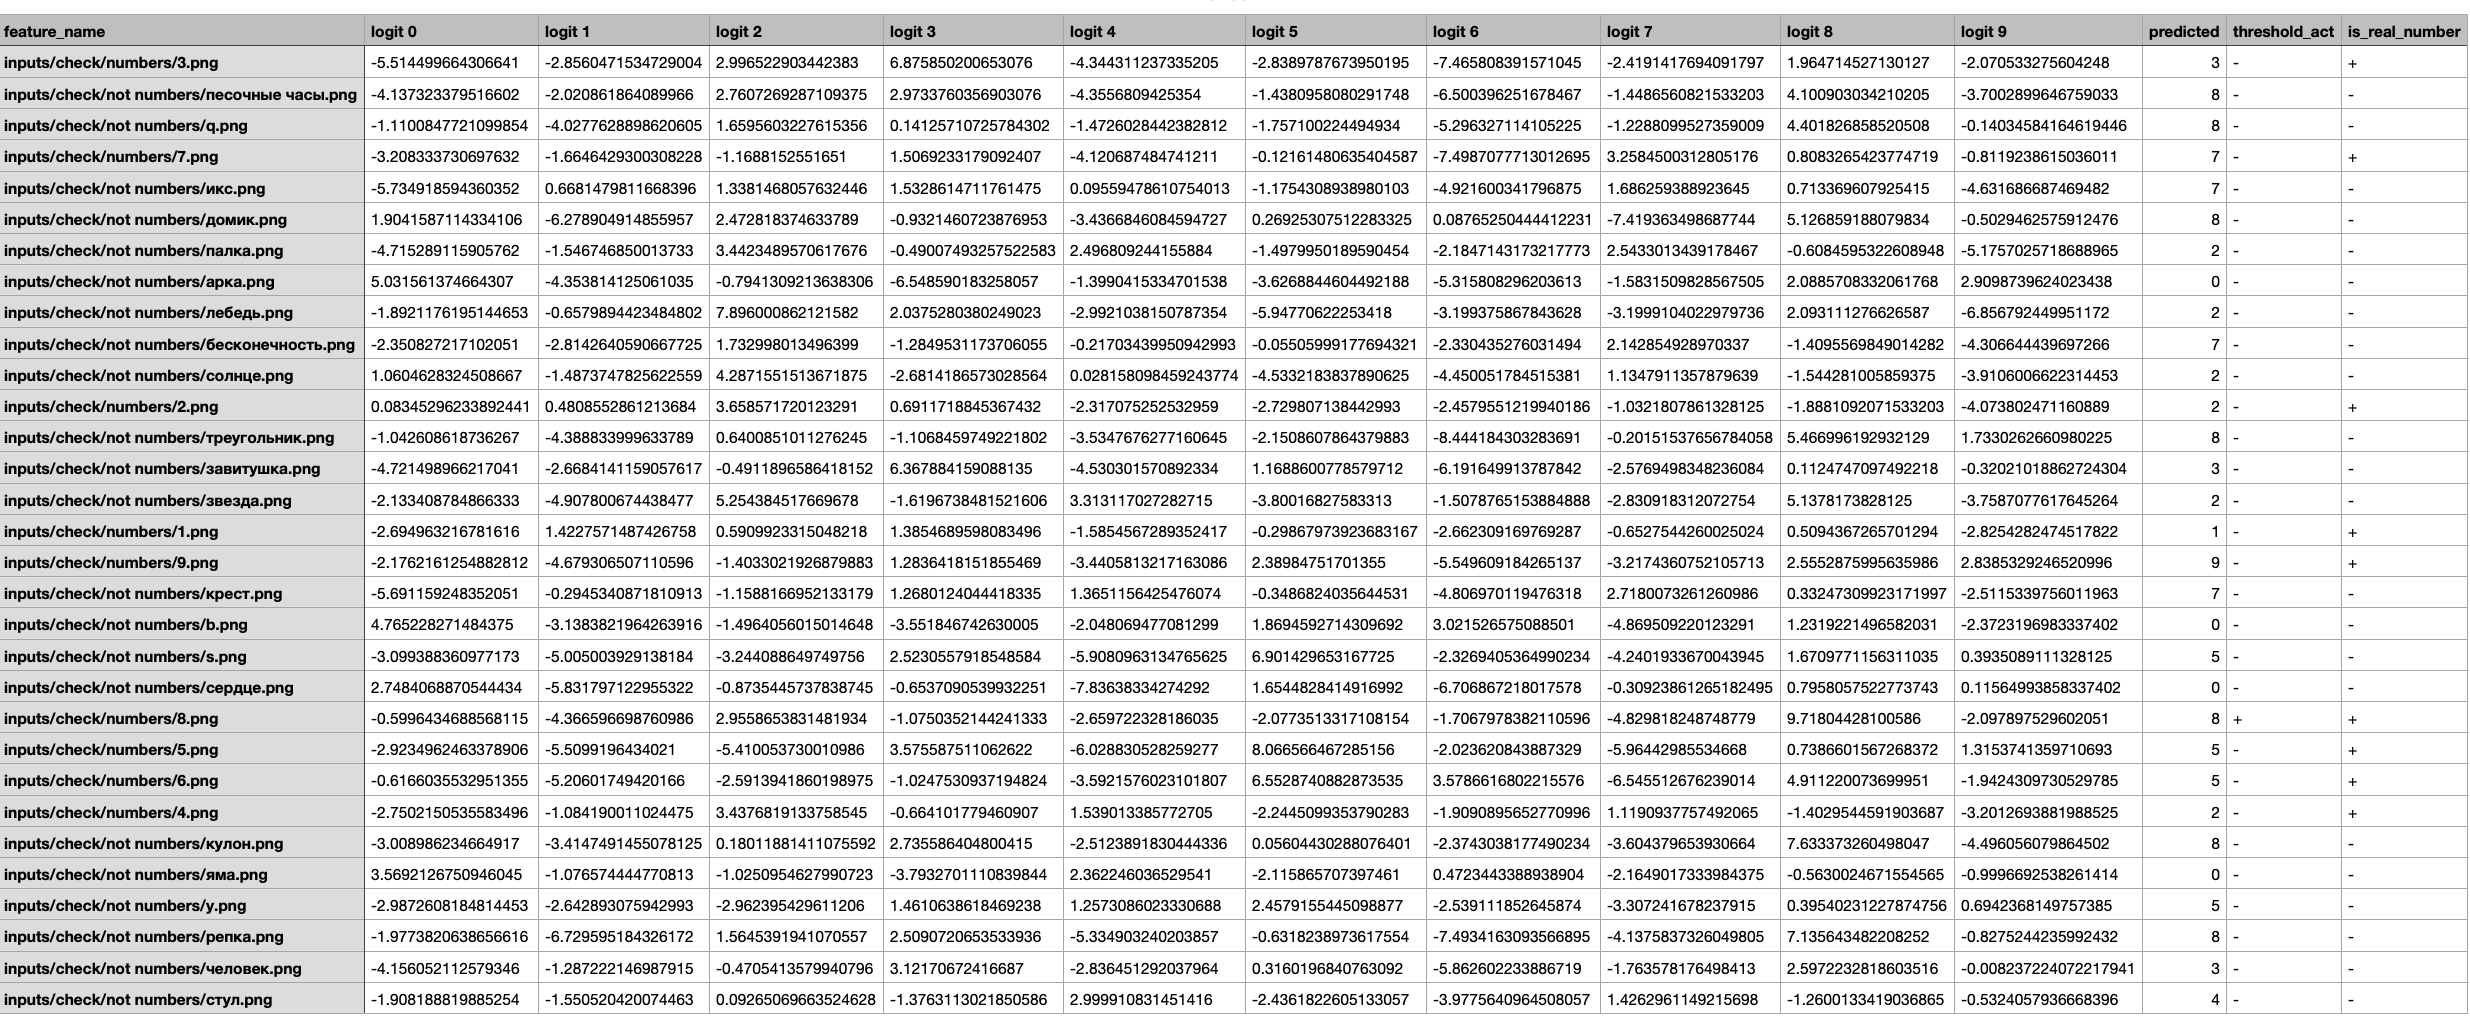 feature_name logit 0 logit 1 logit 2 logit 3 logit 4 logit 5 logit 6 logit 7 logit 8 logit 9 predicted threshold_act is_real_number
inputs/check/numbers/3.png -5.514499664306641 -2.8560471534729004 2.996522903442383 6.875850200653076 -4.344311237335205 -2.8389787673950195 -7.465808391571045 -2.4191417694091797 1.964714527130127 -2.070533275604248 3 - +
inputs/check/not numbers/песочные часы.png -4.137323379516602 -2.020861864089966 2.7607269287109375 2.9733760356903076 -4.3556809425354 -1.4380958080291748 -6.500396251678467 -1.4486560821533203 4.100903034210205 -3.7002899646759033 8 - -
inputs/check/not numbers/q.png -1.1100847721099854 -4.0277628898620605 1.6595603227615356 0.14125710725784302 -1.4726028442382812 -1.757100224494934 -5.296327114105225 -1.2288099527359009 4.401826858520508 -0.14034584164619446 8 - -
inputs/check/numbers/7.png -3.208333730697632 -1.6646429300308228 -1.1688152551651 1.5069233179092407 -4.120687484741211 -0.12161480635404587 -7.4987077713012695 3.2584500312805176 0.8083265423774719 -0.8119238615036011 7 - +
inputs/check/not numbers/икс.png -5.734918594360352 0.6681479811668396 1.3381468057632446 1.5328614711761475 0.09559478610754013 -1.1754308938980103 -4.921600341796875 1.686259388923645 0.713369607925415 -4.631686687469482 7 - -
inputs/check/not numbers/домик.png 1.9041587114334106 -6.278904914855957 2.472818374633789 -0.9321460723876953 -3.4366846084594727 0.26925307512283325 0.08765250444412231 -7.419363498687744 5.126859188079834 -0.5029462575912476 8 - -
inputs/check/not numbers/палка.png -4.715289115905762 -1.546746850013733 3.4423489570617676 -0.49007493257522583 2.496809244155884 -1.4979950189590454 -2.1847143173217773 2.5433013439178467 -0.6084595322608948 -5.1757025718688965 2 - -
inputs/check/not numbers/арка.png 5.031561374664307 -4.353814125061035 -0.7941309213638306 -6.548590183258057 -1.3990415334701538 -3.6268844604492188 -5.315808296203613 -1.5831509828567505 2.0885708332061768 2.9098739624023438 0 - -
inputs/check/not numbers/лебедь.png -1.8921176195144653 -0.6579894423484802 7.896000862121582 2.0375280380249023 -2.9921038150787354 -5.94770622253418 -3.199375867843628 -3.1999104022979736 2.093111276626587 -6.856792449951172 2 - -
inputs/check/not numbers/бесконечность.png -2.350827217102051 -2.8142640590667725 1.732998013496399 -1.2849531173706055 -0.21703439950942993 -0.05505999177694321 -2.330435276031494 2.142854928970337 -1.4095569849014282 -4.306644439697266 7 - -
inputs/check/not numbers/солнце.png 1.0604628324508667 -1.4873747825622559 4.2871551513671875 -2.6814186573028564 0.028158098459243774 -4.5332183837890625 -4.450051784515381 1.1347911357879639 -1.544281005859375 -3.9106006622314453 2 - -
inputs/check/numbers/2.png 0.08345296233892441 0.4808552861213684 3.658571720123291 0.6911718845367432 -2.317075252532959 -2.729807138442993 -2.4579551219940186 -1.0321807861328125 -1.8881092071533203 -4.073802471160889 2 - +
inputs/check/not numbers/треугольник.png -1.042608618736267 -4.388833999633789 0.6400851011276245 -1.1068459749221802 -3.5347676277160645 -2.1508607864379883 -8.444184303283691 -0.20151537656784058 5.466996192932129 1.7330262660980225 8 - -
inputs/check/not numbers/завитушка.png -4.721498966217041 -2.6684141159057617 -0.4911896586418152 6.367884159088135 -4.530301570892334 1.1688600778579712 -6.191649913787842 -2.5769498348236084 0.1124747097492218 -0.32021018862724304 3 - -
inputs/check/not numbers/звезда.png -2.133408784866333 -4.907800674438477 5.254384517669678 -1.6196738481521606 3.313117027282715 -3.80016827583313 -1.5078765153884888 -2.830918312072754 5.1378173828125 -3.7587077617645264 2 - -
inputs/check/numbers/1.png -2.694963216781616 1.4227571487426758 0.5909923315048218 1.3854689598083496 -1.5854567289352417 -0.29867973923683167 -2.662309169769287 -0.6527544260025024 0.5094367265701294 -2.8254282474517822 1 - +
inputs/check/numbers/9.png -2.1762161254882812 -4.679306507110596 -1.4033021926879883 1.2836418151855469 -3.4405813217163086 2.38984751701355 -5.549609184265137 -3.2174360752105713 2.5552875995635986 2.8385329246520996 9 - +
inputs/check/not numbers/крест.png -5.691159248352051 -0.2945340871810913 -1.1588166952133179 1.2680124044418335 1.3651156425476074 -0.3486824035644531 -4.806970119476318 2.7180073261260986 0.33247309923171997 -2.5115339756011963 7 - -
inputs/check/not numbers/b.png 4.765228271484375 -3.1383821964263916 -1.4964056015014648 -3.551846742630005 -2.048069477081299 1.8694592714309692 3.021526575088501 -4.869509220123291 1.2319221496582031 -2.3723196983337402 0 - -
inputs/check/not numbers/s.png -3.099388360977173 -5.005003929138184 -3.244088649749756 2.5230557918548584 -5.9080963134765625 6.901429653167725 -2.3269405364990234 -4.2401933670043945 1.6709771156311035 0.3935089111328125 5 - -
inputs/check/not numbers/сердце.png 2.7484068870544434 -5.831797122955322 -0.8735445737838745 -0.6537090539932251 -7.83638334274292 1.6544828414916992 -6.706867218017578 -0.30923861265182495 0.7958057522773743 0.11564993858337402 0 - -
inputs/check/numbers/8.png -0.5996434688568115 -4.366596698760986 2.9558653831481934 -1.0750352144241333 -2.659722328186035 -2.0773513317108154 -1.7067978382110596 -4.829818248748779 9.71804428100586 -2.097897529602051 8 + +
inputs/check/numbers/5.png -2.9234962463378906 -5.5099196434021 -5.410053730010986 3.575587511062622 -6.028830528259277 8.066566467285156 -2.023620843887329 -5.96442985534668 0.7386601567268372 1.3153741359710693 5 - +
inputs/check/numbers/6.png -0.6166035532951355 -5.20601749420166 -2.5913941860198975 -1.0247530937194824 -3.5921576023101807 6.5528740882873535 3.5786616802215576 -6.545512676239014 4.911220073699951 -1.9424309730529785 5 - +
inputs/check/numbers/4.png -2.7502150535583496 -1.084190011024475 3.4376819133758545 -0.664101779460907 1.539013385772705 -2.2445099353790283 -1.9090895652770996 1.1190937757492065 -1.4029544591903687 -3.2012693881988525 2 - +
inputs/check/not numbers/кулон.png -3.008986234664917 -3.4147491455078125 0.18011881411075592 2.735586404800415 -2.5123891830444336 0.05604430288076401 -2.3743038177490234 -3.604379653930664 7.633373260498047 -4.496056079864502 8 - -
inputs/check/not numbers/яма.png 3.5692126750946045 -1.076574444770813 -1.0250954627990723 -3.7932701110839844 2.362246036529541 -2.115865707397461 0.4723443388938904 -2.1649017333984375 -0.5630024671554565 -0.9996692538261414 0 - -
inputs/check/not numbers/y.png -2.9872608184814453 -2.642893075942993 -2.962395429611206 1.4610638618469238 1.2573086023330688 2.4579155445098877 -2.539111852645874 -3.307241678237915 0.39540231227874756 0.6942368149757385 5 - -
inputs/check/not numbers/репка.png -1.9773820638656616 -6.729595184326172 1.5645391941070557 2.5090720653533936 -5.334903240203857 -0.6318238973617554 -7.4934163093566895 -4.1375837326049805 7.135643482208252 -0.8275244235992432 8 - -
inputs/check/not numbers/человек.png -4.156052112579346 -1.287222146987915 -0.4705413579940796 3.12170672416687 -2.836451292037964 0.3160196840763092 -5.862602233886719 -1.763578176498413 2.5972232818603516 -0.008237224072217941 3 - -
inputs/check/not numbers/стул.png -1.908188819885254 -1.550520420074463 0.09265069663524628 -1.3763113021850586 2.999910831451416 -2.4361822605133057 -3.9775640964508057 1.4262961149215698 -1.2600133419036865 -0.5324057936668396 4 - -